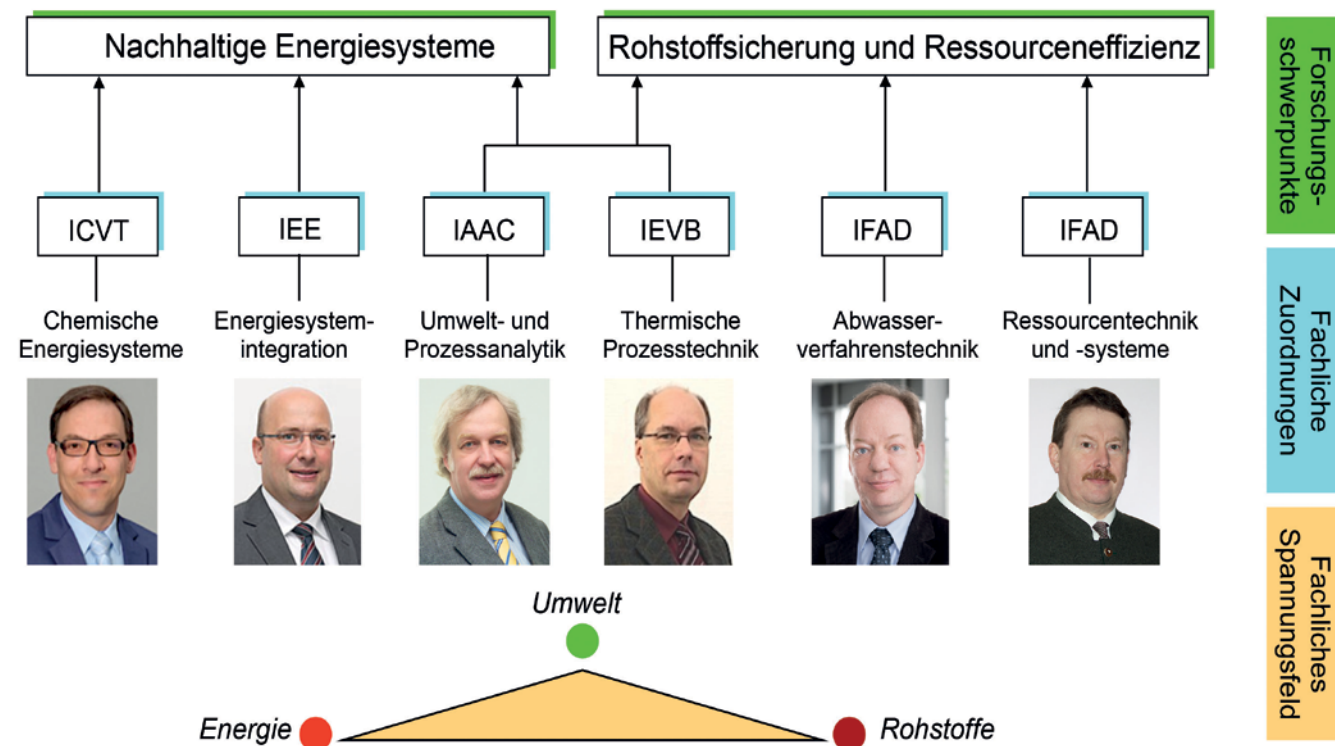 Nachhaltige Energiesysteme
Rohstoffsicherung und Ressourceneffizienz
Forschungs-
schwerpunkte
ICVT
IEE
IAAC
IEVB
IFAD
IFAD
Fachliche
Zuordnungen
Chemische
Energiesysteme
Energiesystem-
integration
Umwelt- und
Prozessanalytik
Thermische
Prozesstechnik
Abwasser-
verfahrenstechnik
Ressourcentechnik
und -systeme
Fachliches
Spannungsfeld
Umwelt
Energie
Rohstoffe